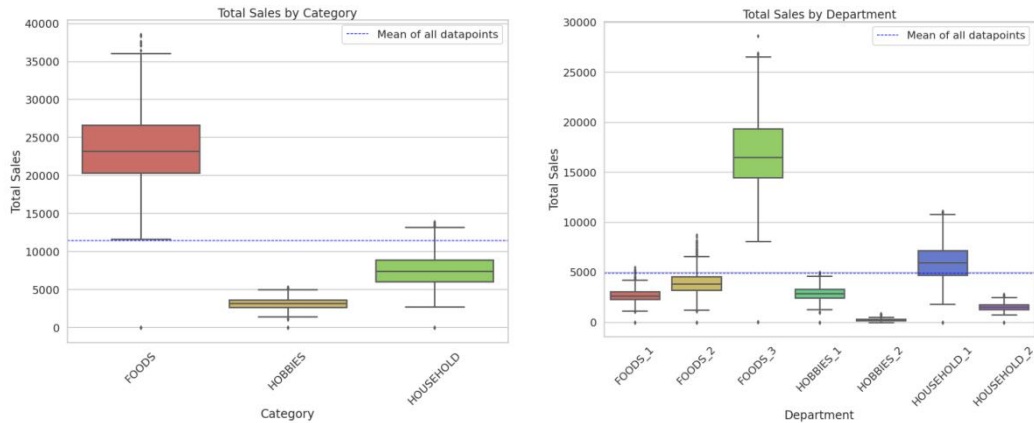 Total Sales by Category
Mean of all datapoints
40000
35000
30000
25000
20000
15000
10000
5000
0
Total Sales
FOODS
HOBBIES
HOUSEHOLD
Category
Total Sales by Department
Mean of all datapoints
30000
25000
20000
15000
10000
5000
0
Total Sales
FOODS_1
FOODS_2
FOODS_3
HOBBIES_1
HOBBIES_2
HOUSEHOLD_1
HOUSEHOLD_2
Department